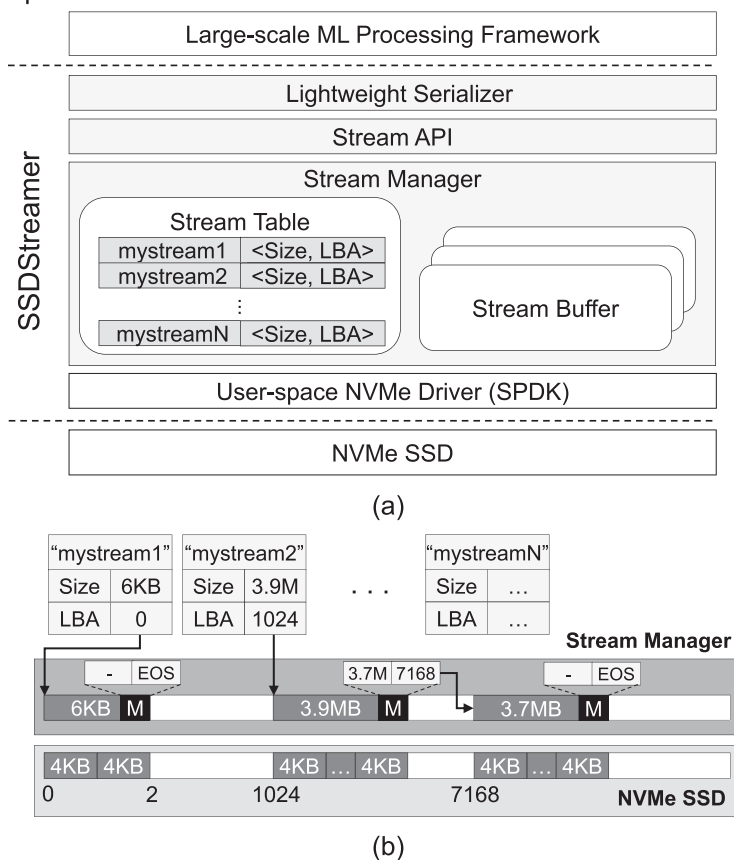 Large-scale ML Processing Framework
SSDStreamer
Lightweight Serializer
Stream API
Stream Manager
Stream Table
mystream1 <Size, LBA>
mystream2 <Size, LBA>
⋮
mystreamN <Size, LBA>
Stream Buffer
User-space NVMe Driver (SPDK)
NVMe SSD
(a)
“mystream1” “mystream2” “mystreamN”
Size 6KB Size 3.9M . . . Size ...
LBA 0 LBA 1024 LBA ...
Stream Manager
- EOS 3.7M 7168 - EOS
6KB M 3.9MB M 3.7MB M
4KB 4KB 4KB ... 4KB 4KB ... 4KB
0 2 1024 7168 NVMe SSD
(b)